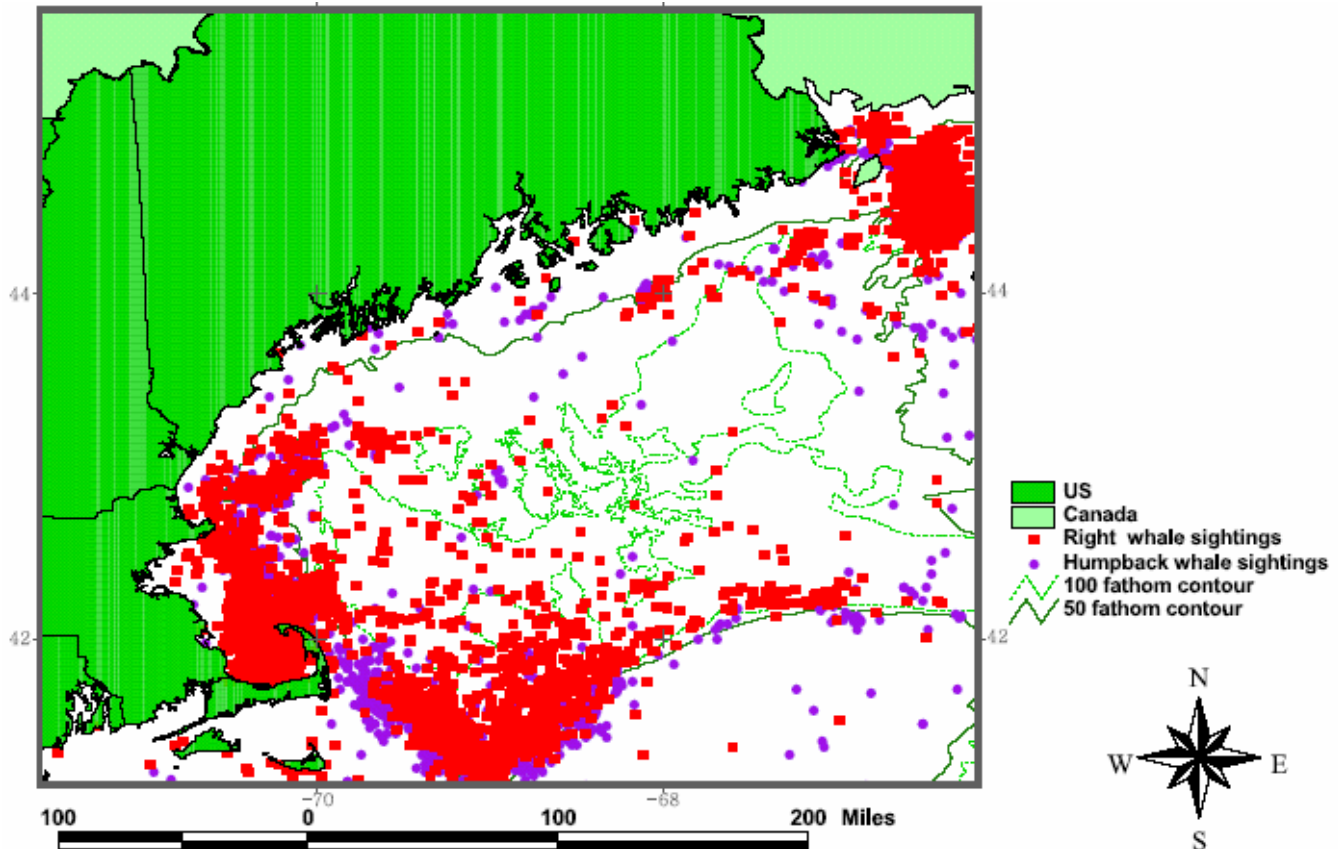 44
44
42
42
-70
-68
US
Canada
Right whale sightings
Humpback whale sightings
100 fathom contour
50 fathom contour
100 0 100 200 Miles
N
W E
S